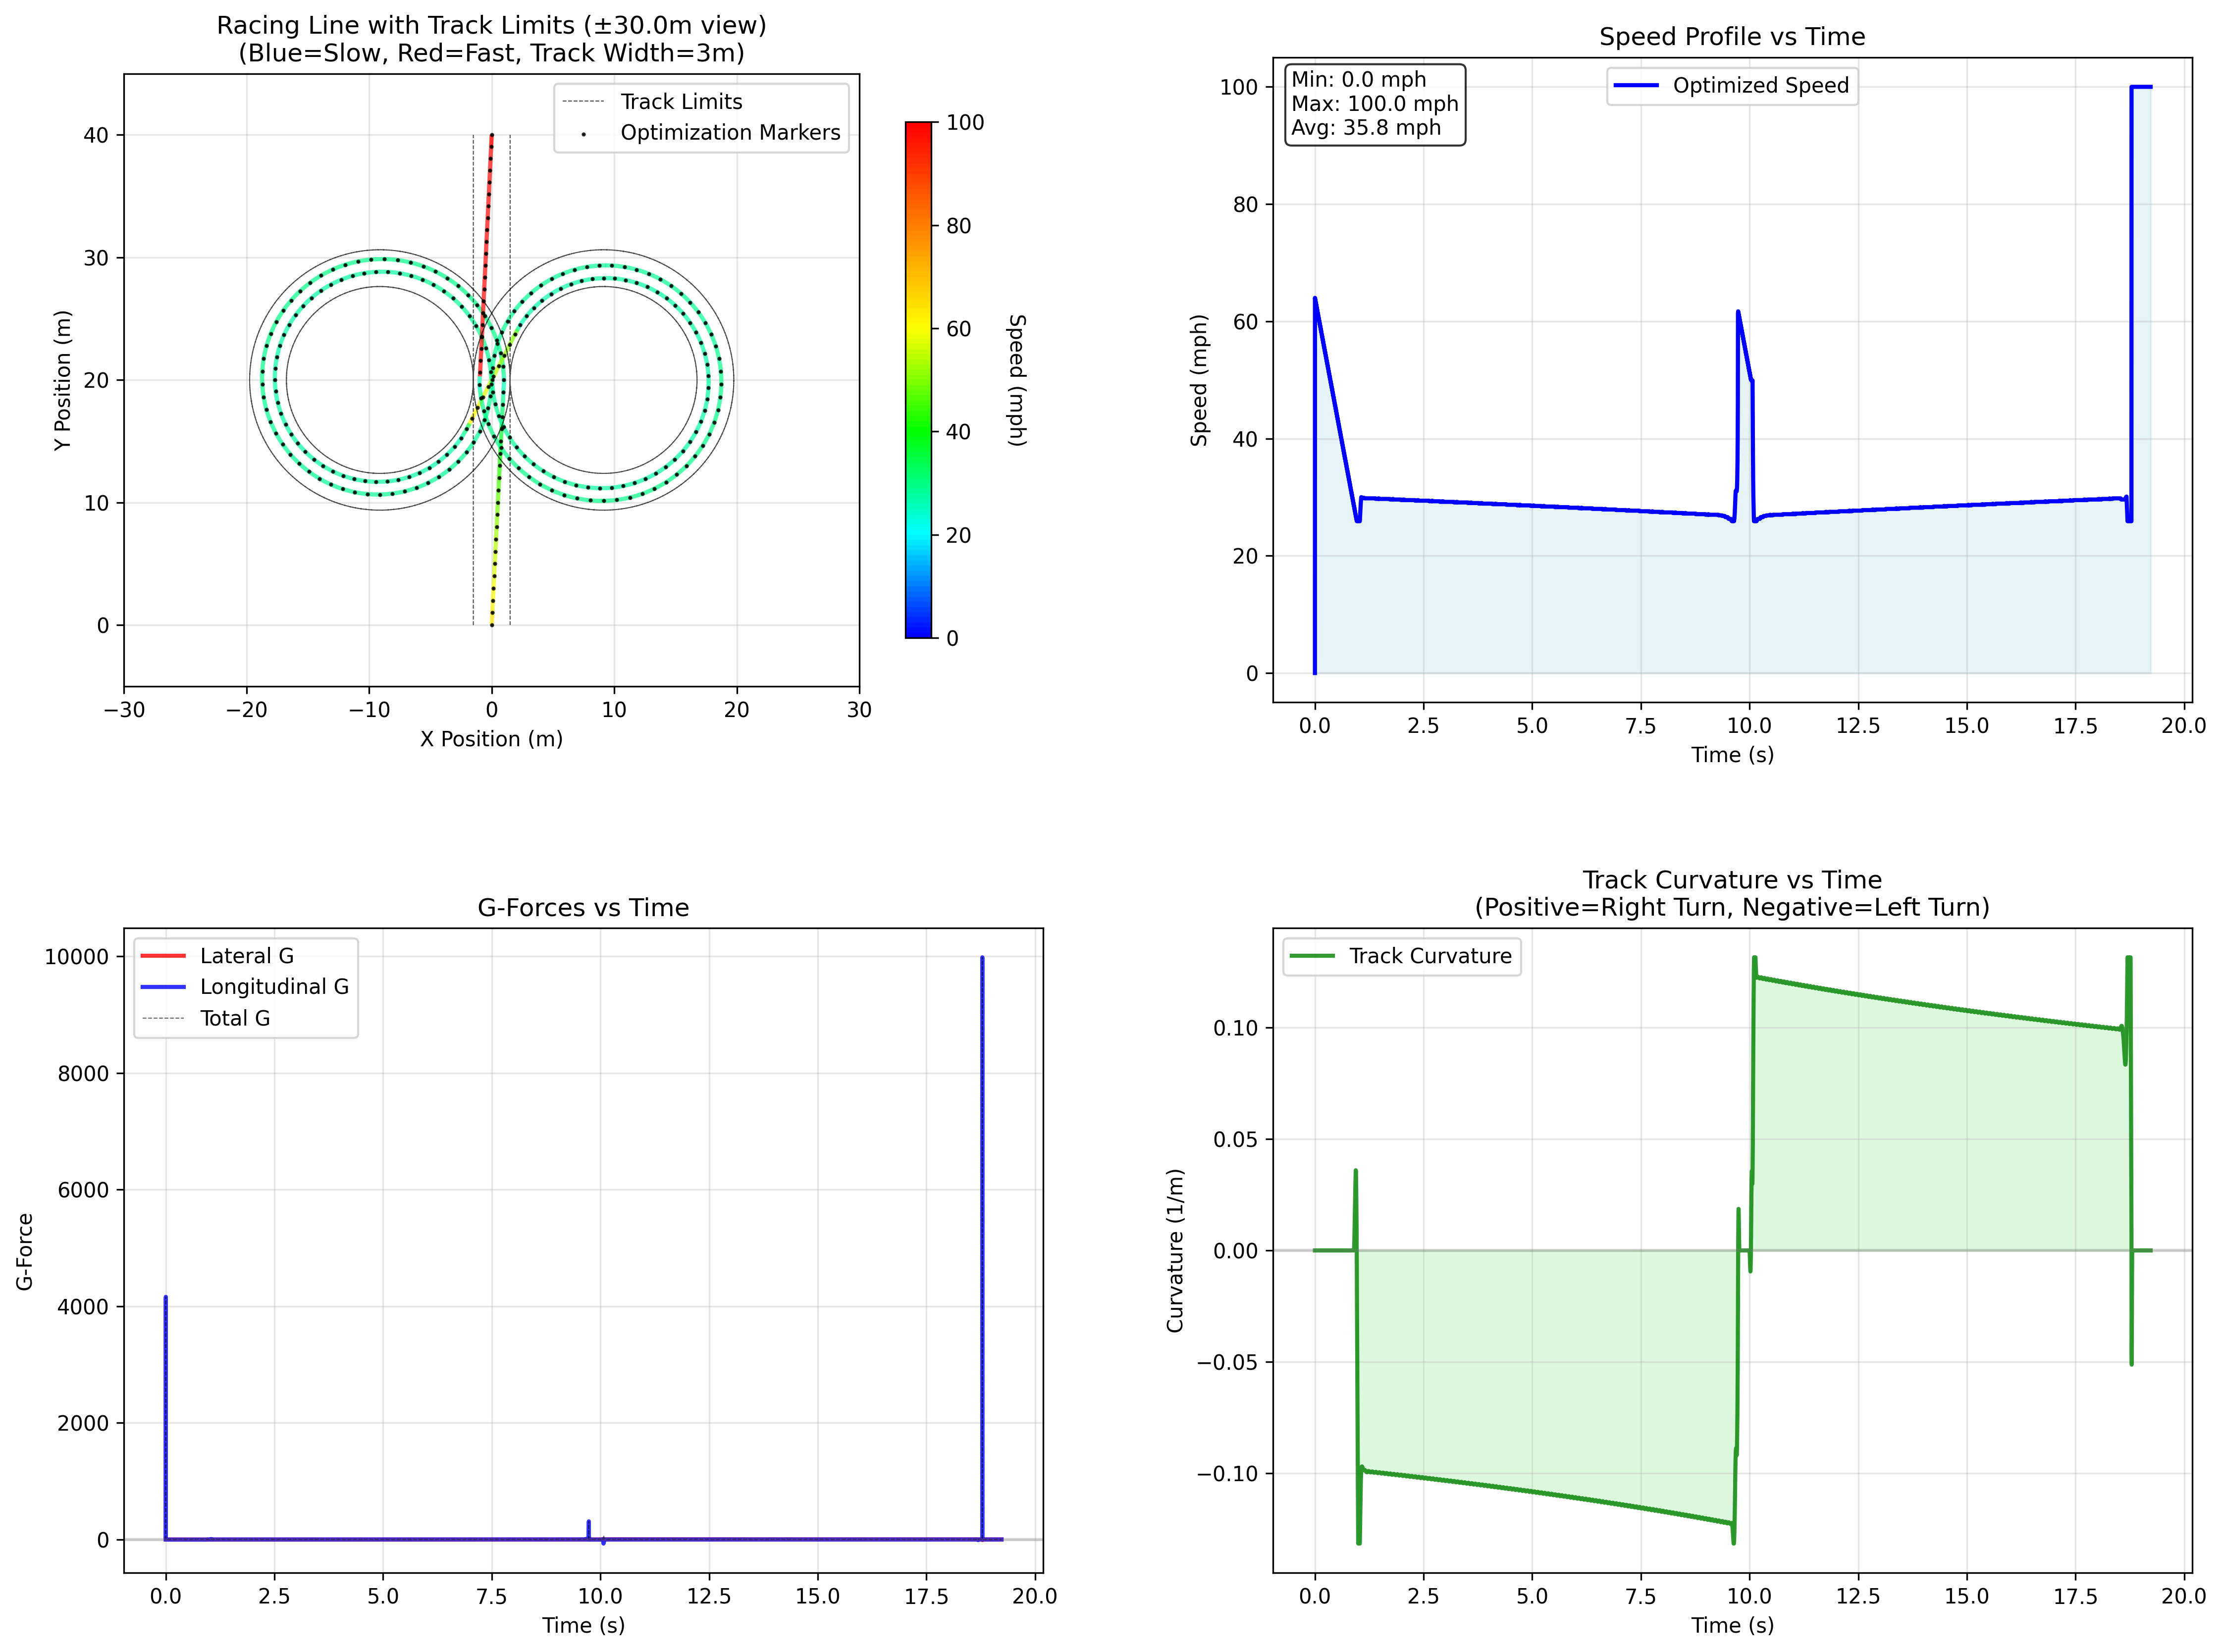 Racing Line with Track Limits (±30.0m view)
(Blue=Slow, Red=Fast, Track Width=3m)
Track Limits
Optimization Markers
Y Position (m)
40
30
20
10
0
−30
−20
−10
0
10
20
30
X Position (m)
100
80
60
40
20
0
Speed (mph)
Speed Profile vs Time
Min: 0.0 mph
Max: 100.0 mph
Avg: 35.8 mph
Optimized Speed
Speed (mph)
100
80
60
40
20
0
0.0
2.5
5.0
7.5
10.0
12.5
15.0
17.5
20.0
Time (s)
G-Forces vs Time
Lateral G
Longitudinal G
Total G
G-Force
10000
8000
6000
4000
2000
0
0.0
2.5
5.0
7.5
10.0
12.5
15.0
17.5
20.0
Time (s)
Track Curvature vs Time
(Positive=Right Turn, Negative=Left Turn)
Track Curvature
Curvature (1/m)
0.10
0.05
0.00
−0.05
−0.10
0.0
2.5
5.0
7.5
10.0
12.5
15.0
17.5
20.0
Time (s)